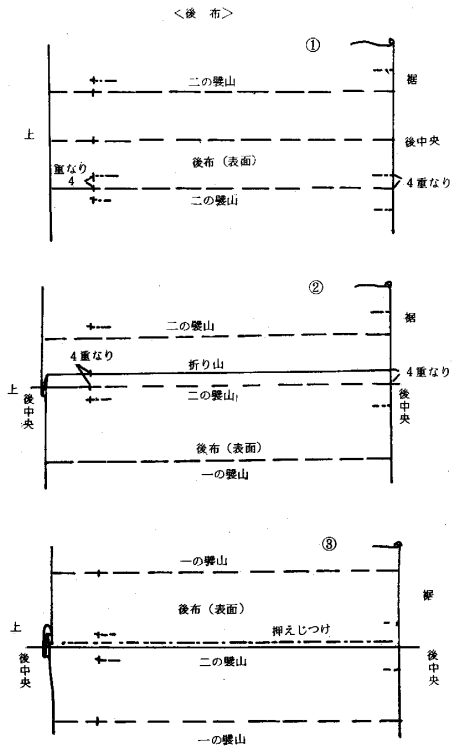 ＜後 布＞
①
二の襞山
裾
上
後中央
後布（表面）
重なり
4
4重なり
二の襞山
②
二の襞山
裾
4重なり
折り山
4重なり
上
後中央
二の襞山
後中央
後布（表面）
一の襞山
③
一の襞山
裾
後布（表面）
上
押えじつけ
後中央
二の襞山
後中央
一の襞山